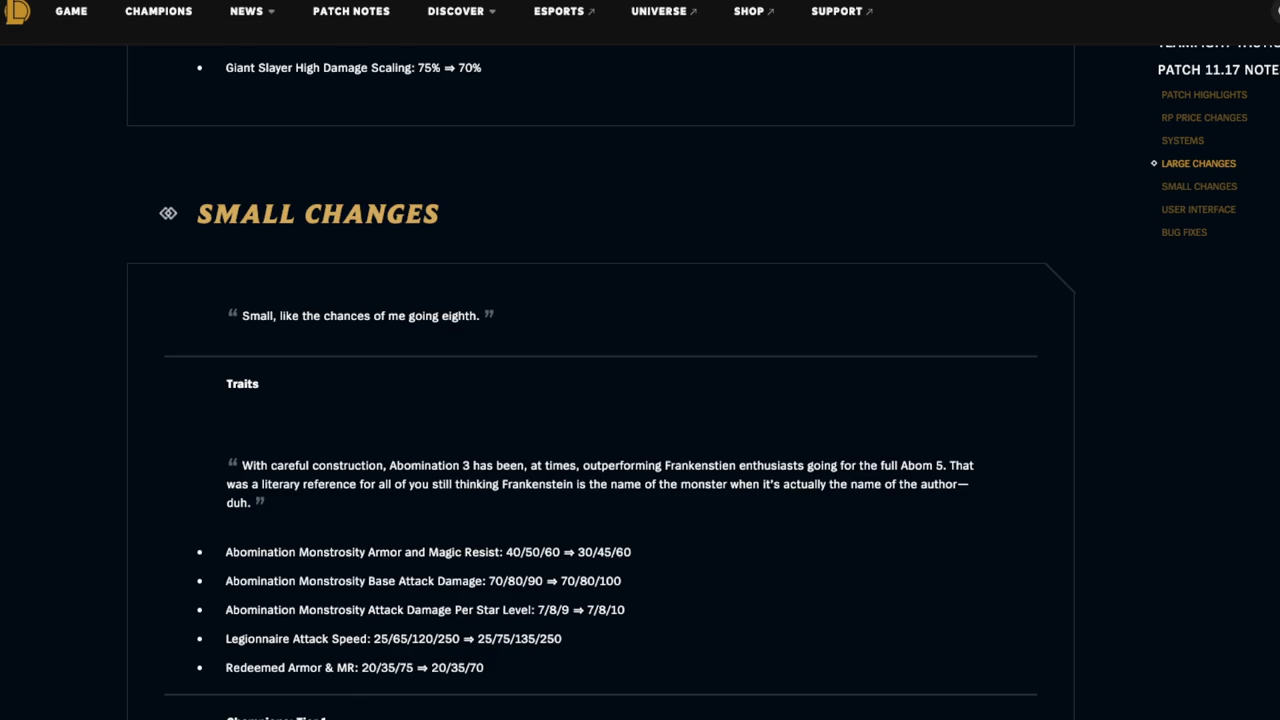 GAME CHAMPIONS NEWS PATCH NOTES DISCOVER ESPORTS UNIVERSE SHOP SUPPORT
Giant Slayer High Damage Scaling: 75% ⇒ 70%
PATCH 11.17 NOTE
PATCH HIGHLIGHTS
RP PRICE CHANGES
SYSTEMS
LARGE CHANGES
SMALL CHANGES
USER INTERFACE
BUG FIXES
SMALL CHANGES
“ Small, like the chances of me going eighth. ”
Traits
“ With careful construction, Abomination 3 has been, at times, outperforming Frankenstien enthusiasts going for the full Abom 5. That
was a literary reference for all of you still thinking Frankenstein is the name of the monster when it's actually the name of the author—
duh. ”
• Abomination Monstrosity Armor and Magic Resist: 40/50/60 ⇒ 30/45/60
• Abomination Monstrosity Base Attack Damage: 70/80/90 ⇒ 70/80/100
• Abomination Monstrosity Attack Damage Per Star Level: 7/8/9 ⇒ 7/8/10
• Legionnaire Attack Speed: 25/65/120/250 ⇒ 25/75/135/250
• Redeemed Armor & MR: 20/35/75 ⇒ 20/35/70